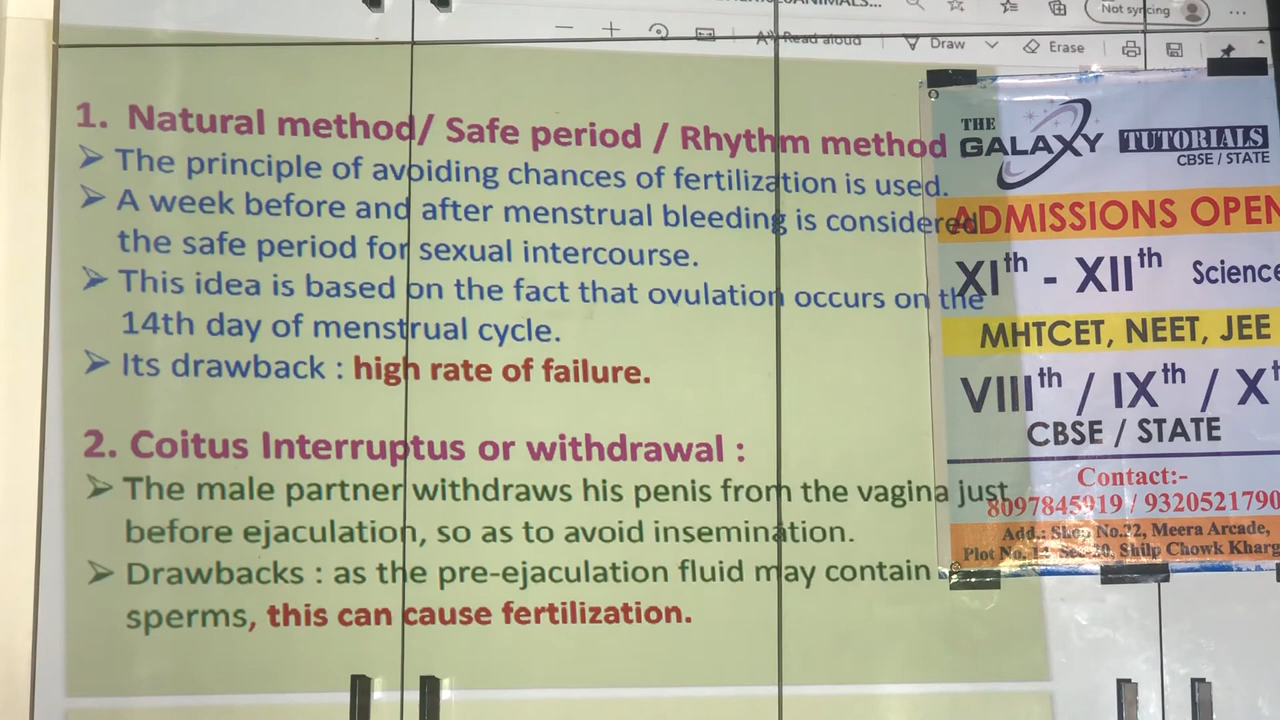 Not syncing
Read aloud
Draw
Erase
1. Natural method/ Safe period / Rhythm method
➢ The principle of avoiding chances of fertilization is used.
➢ A week before and after menstrual bleeding is considered
the safe period for sexual intercourse.
➢ This idea is based on the fact that ovulation occurs on the
14th day of menstrual cycle.
➢ Its drawback : high rate of failure.
2. Coitus Interruptus or withdrawal :
➢ The male partner withdraws his penis from the vagina just
before ejaculation, so as to avoid insemination.
➢ Drawbacks : as the pre-ejaculation fluid may contain
sperms, this can cause fertilization.
THE
GALAXY TUTORIALS
CBSE / STATE
ADMISSIONS OPEN
XIth - XIIth Science
MHTCET, NEET, JEE
VIIIth / IXth / Xt
CBSE / STATE
Contact:-
8097845919 / 9320521790
Add.: Shop No.22, Meera Arcade,
Plot No. Shilp Chowk Kharg